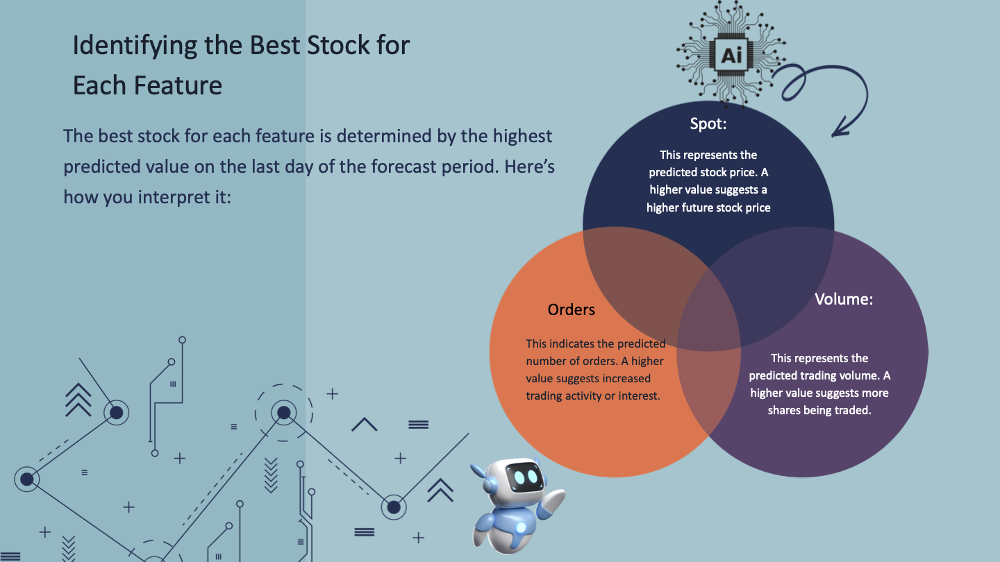 Identifying the Best Stock for
Each Feature
The best stock for each feature is determined by the highest
predicted value on the last day of the forecast period. Here’s
how you interpret it:
Ai
Spot:
This represents the
predicted stock price. A
higher value suggests a
higher future stock price
Orders
This indicates the predicted
number of orders. A higher
value suggests increased
trading activity or interest.
Volume:
This represents the
predicted trading volume. A
higher value suggests more
shares being traded.